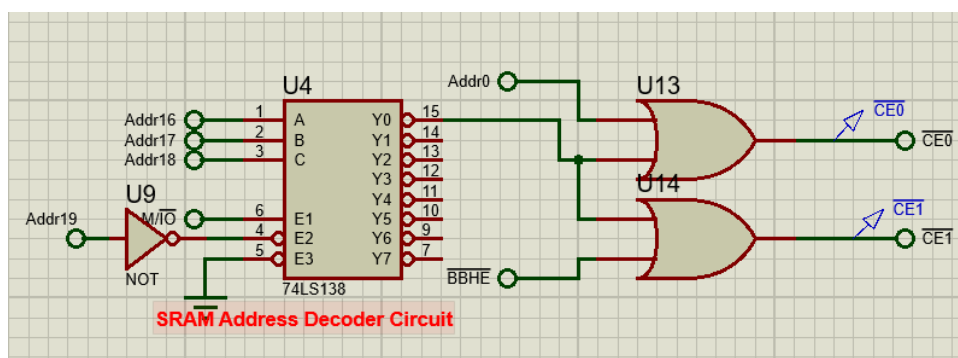 Addr0
U13
U4
CE0
Addr16 1 A Y0 15
CE0
Addr17 2 B Y1 14
Addr18 3 C Y2 13
Y3 12
U9
U14
Y4 11
CE1
Addr19
M/IO 6 E1 Y5 10
4 E2 Y6 9
CE1
5 E3 Y7 7
NOT
74LS138
BBHE
SRAM Address Decoder Circuit